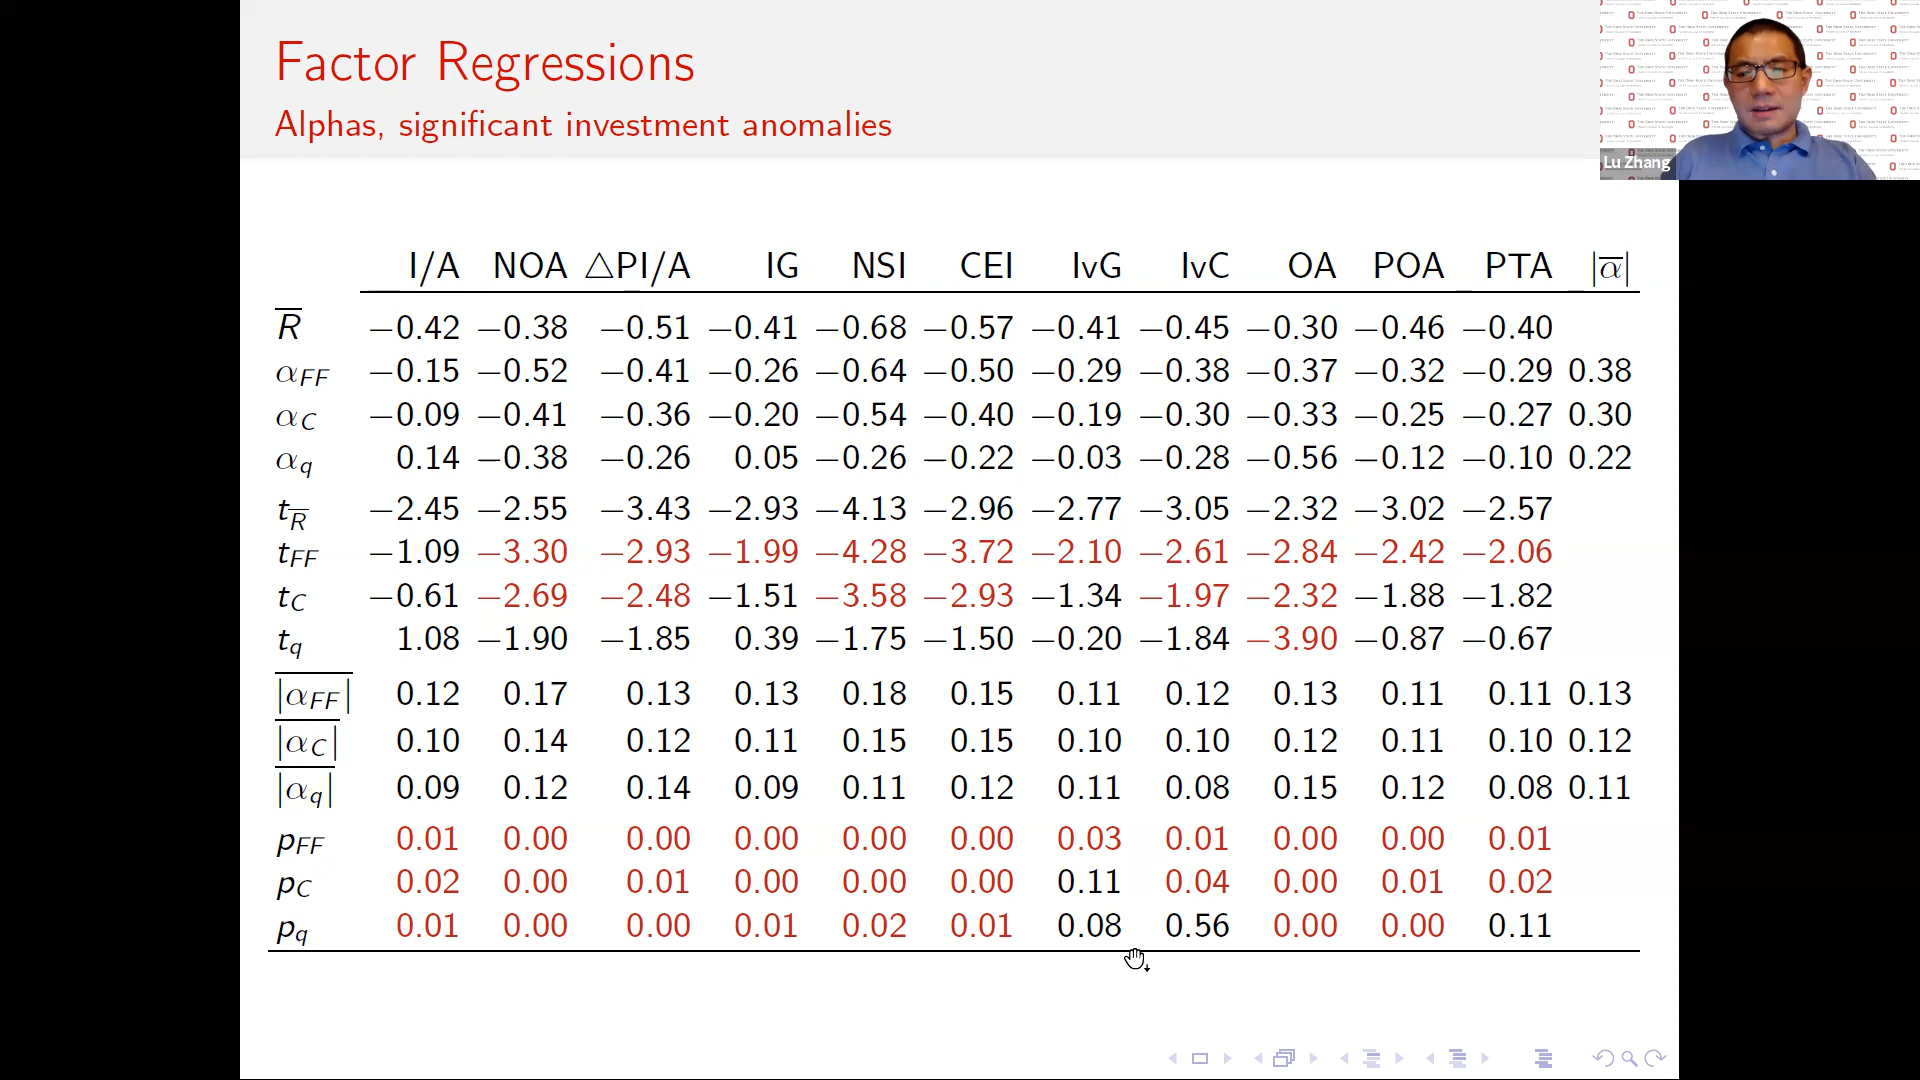 Factor Regressions
Alphas, significant investment anomalies
Lu Zhang
I/A NOA △PI/A IG NSI CEI IvG IvC OA POA PTA |α̅|
R̅ −0.42 −0.38 −0.51 −0.41 −0.68 −0.57 −0.41 −0.45 −0.30 −0.46 −0.40
α_FF −0.15 −0.52 −0.41 −0.26 −0.64 −0.50 −0.29 −0.38 −0.37 −0.32 −0.29 0.38
α_C −0.09 −0.41 −0.36 −0.20 −0.54 −0.40 −0.19 −0.30 −0.33 −0.25 −0.27 0.30
α_q 0.14 −0.38 −0.26 0.05 −0.26 −0.22 −0.03 −0.28 −0.56 −0.12 −0.10 0.22
t_R̅ −2.45 −2.55 −3.43 −2.93 −4.13 −2.96 −2.77 −3.05 −2.32 −3.02 −2.57
t_FF −1.09 −3.30 −2.93 −1.99 −4.28 −3.72 −2.10 −2.61 −2.84 −2.42 −2.06
t_C −0.61 −2.69 −2.48 −1.51 −3.58 −2.93 −1.34 −1.97 −2.32 −1.88 −1.82
t_q 1.08 −1.90 −1.85 0.39 −1.75 −1.50 −0.20 −1.84 −3.90 −0.87 −0.67
|α_FF| 0.12 0.17 0.13 0.13 0.18 0.15 0.11 0.12 0.13 0.11 0.11 0.13
|α_C| 0.10 0.14 0.12 0.11 0.15 0.15 0.10 0.10 0.12 0.11 0.10 0.12
|α_q| 0.09 0.12 0.14 0.09 0.11 0.12 0.11 0.08 0.15 0.12 0.08 0.11
p_FF 0.01 0.00 0.00 0.00 0.00 0.00 0.03 0.01 0.00 0.00 0.01
p_C 0.02 0.00 0.01 0.00 0.00 0.00 0.11 0.04 0.00 0.01 0.02
p_q 0.01 0.00 0.00 0.01 0.02 0.01 0.08 0.56 0.00 0.00 0.11